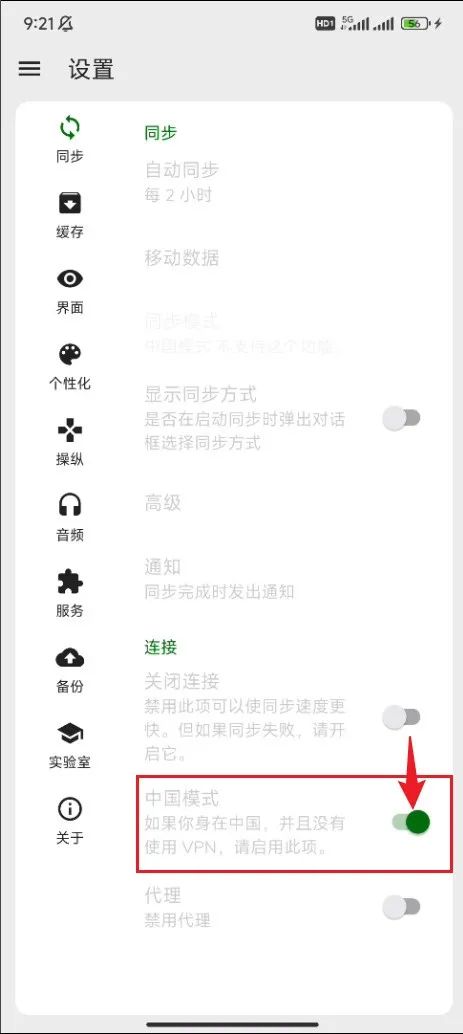 9:21
HD1 5G 56
设置
同步
缓存
界面
个性化
操纵
音频
服务
备份
实验室
关于
同步
自动同步
每 2 小时
移动数据
同步模式
中国模式 不支持这个功能。
显示同步方式
是否在启动同步时弹出对话
框选择同步方式
高级
通知
同步完成时发出通知
连接
关闭连接
禁用此项可以使同步速度更
快。但如果同步失败，请开
启它。
中国模式
如果你身在中国，并且没有
使用 VPN，请启用此项。
代理
禁用代理